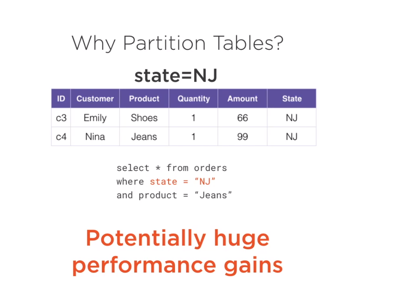 Why Partition Tables?
state=NJ
ID Customer Product Quantity Amount State
c3 Emily Shoes 1 66 NJ
c4 Nina Jeans 1 99 NJ
select * from orders
where state = “NJ”
and product = “Jeans”
Potentially huge
performance gains